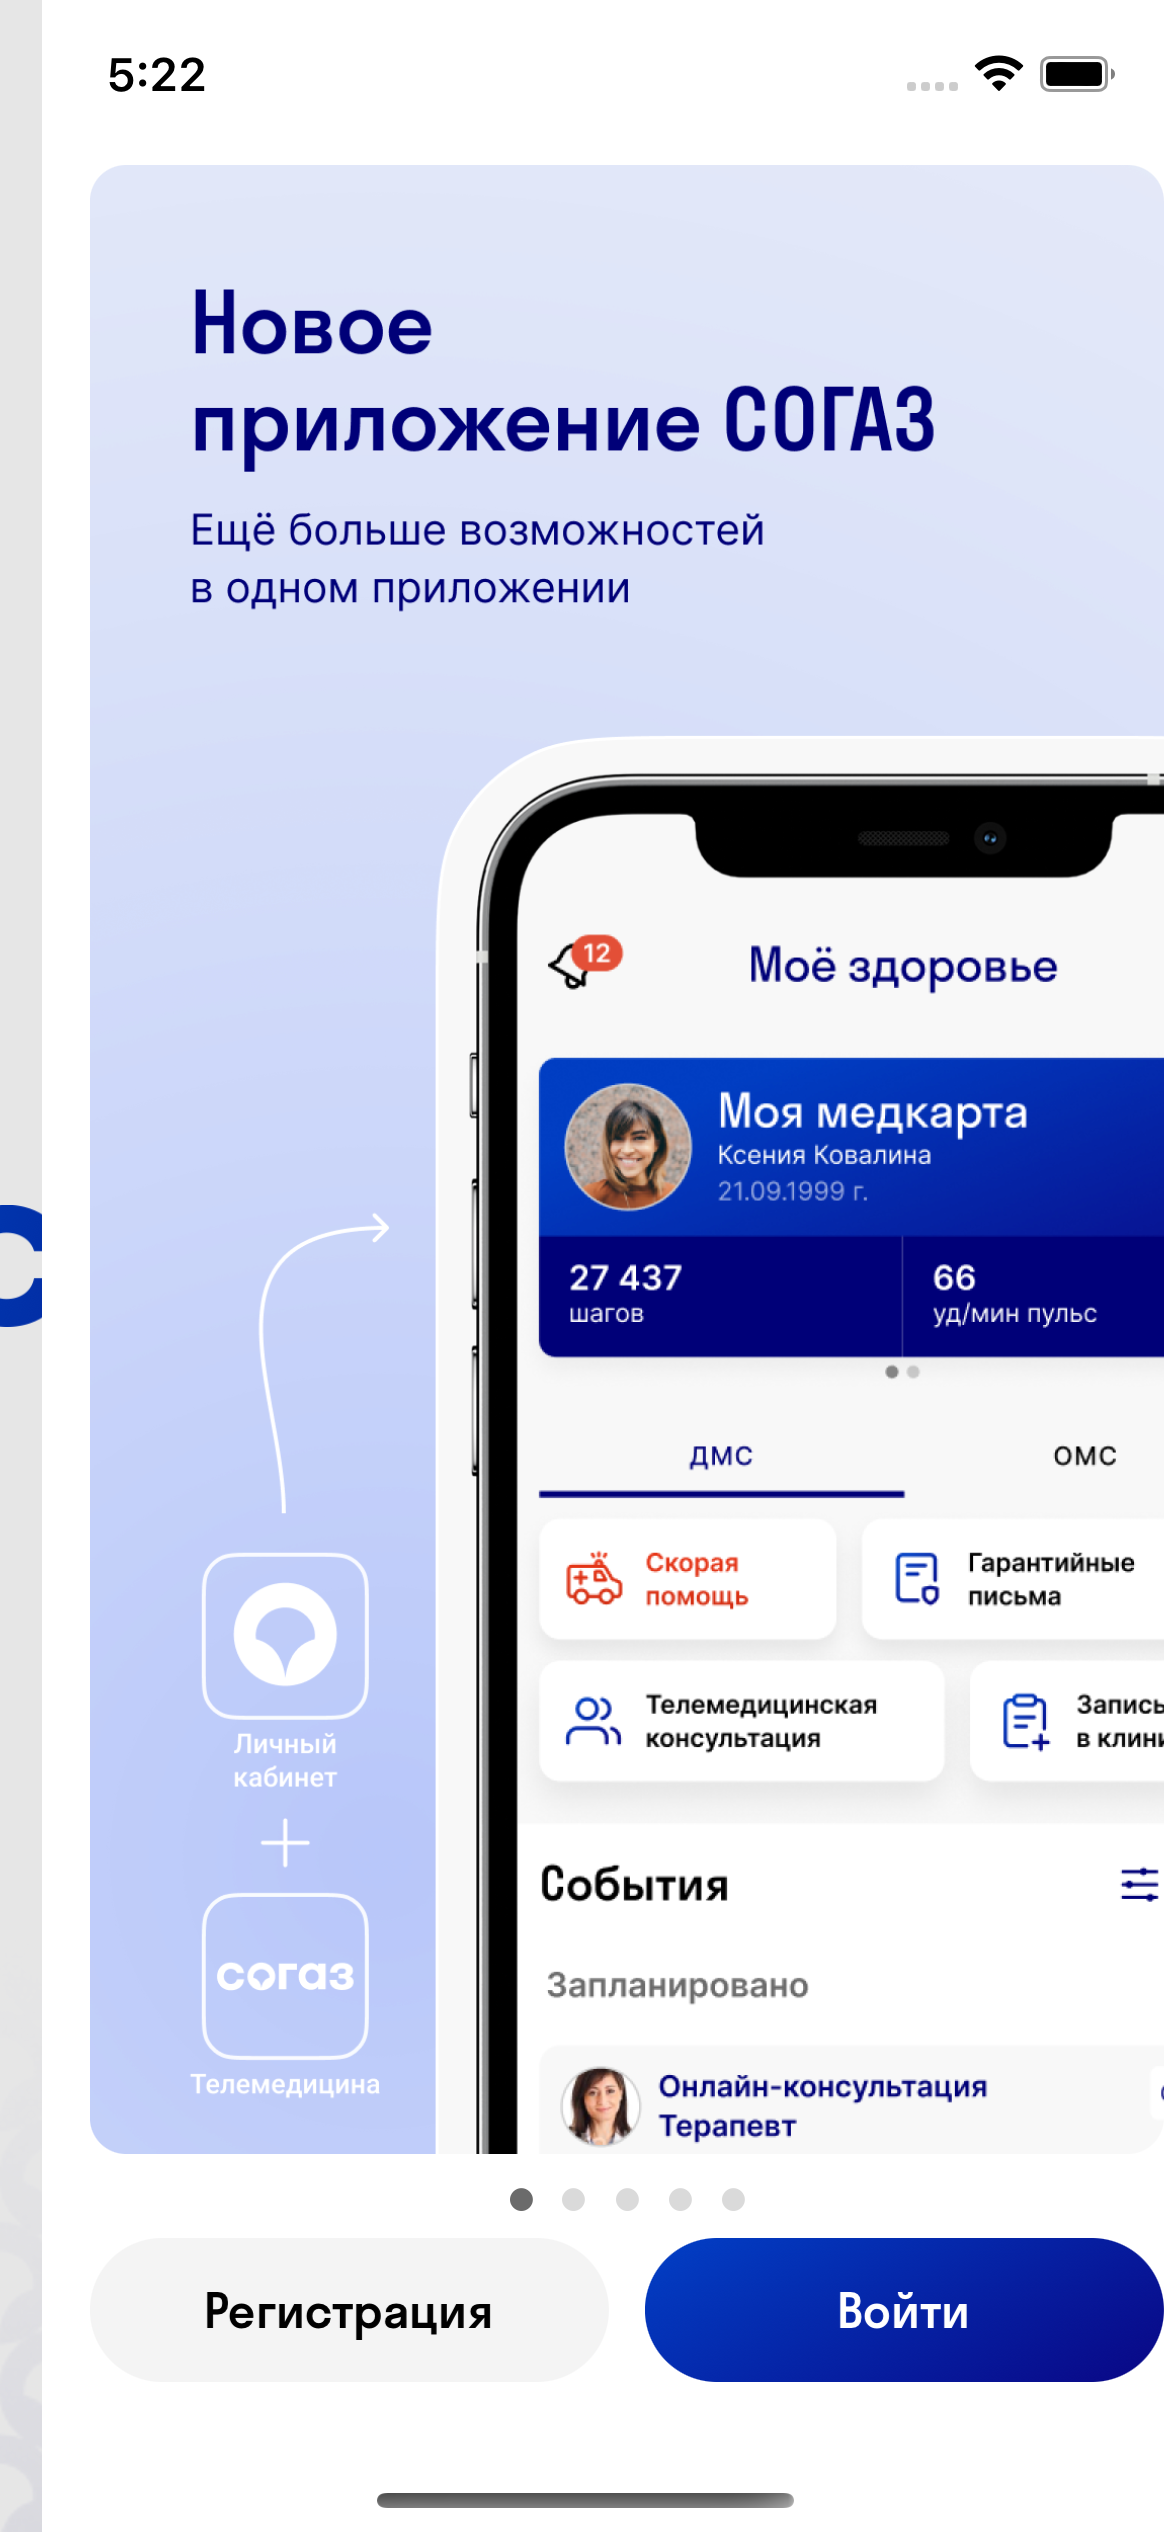 5:22
Новое
приложение СОГАЗ
Ещё больше возможностей
в одном приложении
12
Моё здоровье
Моя медкарта
Ксения Ковалина
21.09.1999 г.
27 437
шагов
66
уд/мин пульс
ДМС
ОМС
Скорая
помощь
Гарантийные
письма
Телемедицинская
консультация
Запись
в клини
События
Запланировано
Онлайн-консультация
Терапевт
Личный
кабинет
согаз
Телемедицина
Регистрация
Войти